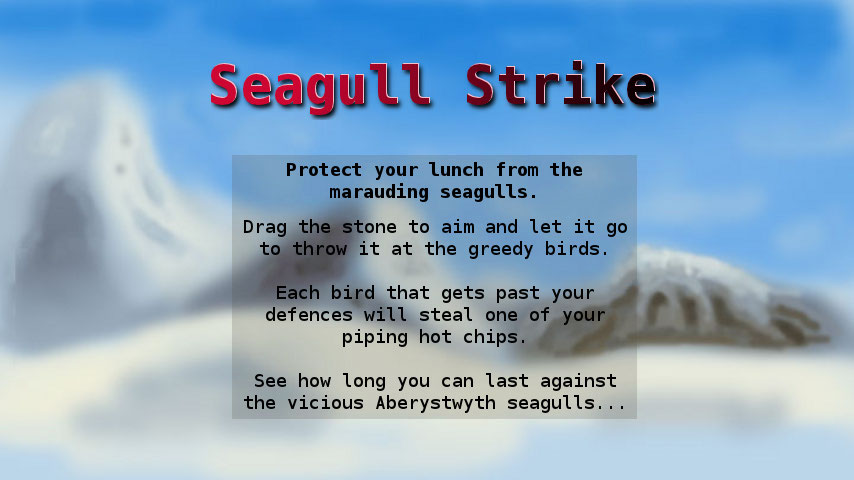 Seagull Strike
Protect your lunch from the
marauding seagulls.
Drag the stone to aim and let it go
to throw it at the greedy birds.
Each bird that gets past your
defences will steal one of your
piping hot chips.
See how long you can last against
the vicious Aberystwyth seagulls...